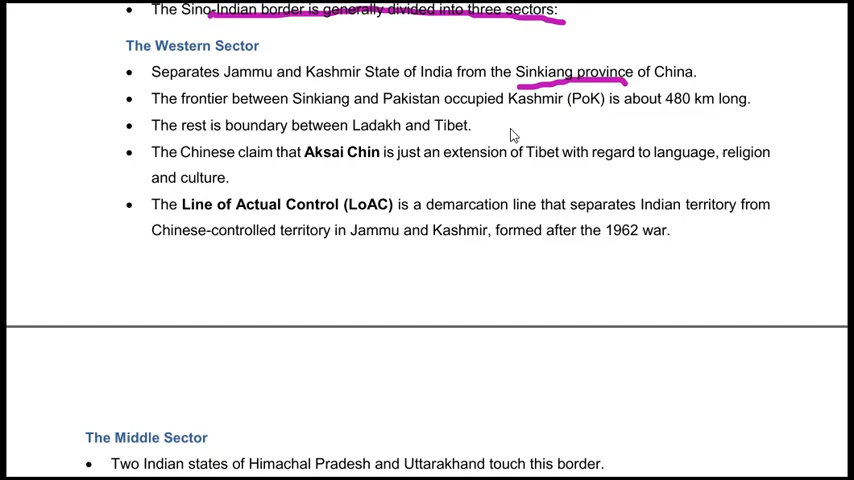 • The Sino-Indian border is generally divided into three sectors:
The Western Sector
• Separates Jammu and Kashmir State of India from the Sinkiang province of China.
• The frontier between Sinkiang and Pakistan occupied Kashmir (PoK) is about 480 km long.
• The rest is boundary between Ladakh and Tibet.
• The Chinese claim that Aksai Chin is just an extension of Tibet with regard to language, religion
and culture.
• The Line of Actual Control (LoAC) is a demarcation line that separates Indian territory from
Chinese-controlled territory in Jammu and Kashmir, formed after the 1962 war.
The Middle Sector
• Two Indian states of Himachal Pradesh and Uttarakhand touch this border.